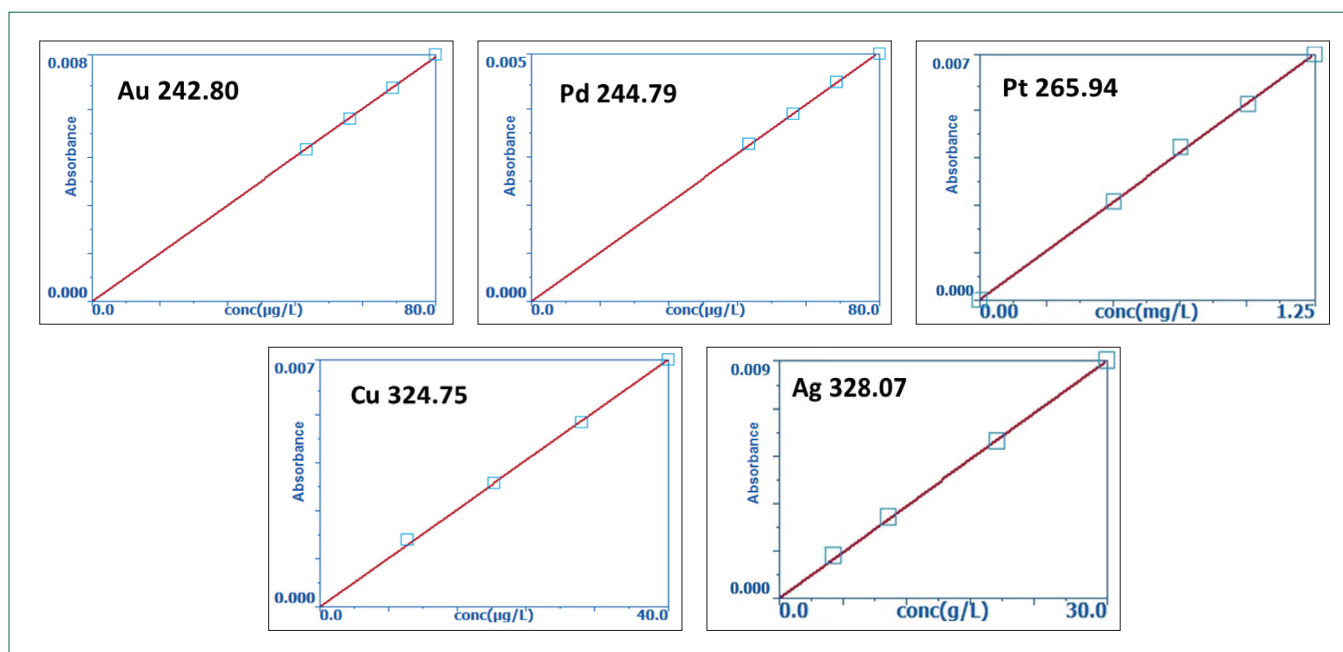 0.008
Au 242.80
Absorbance
0.000
0.0
conc(µg/L)
80.0
0.005
Pd 244.79
Absorbance
0.000
0.0
conc(µg/L)
80.0
0.007
Pt 265.94
Absorbance
0.000
0.00
conc(mg/L)
1.25
0.007
Cu 324.75
Absorbance
0.000
0.0
conc(µg/L)
40.0
0.009
Ag 328.07
Absorbance
0.000
0.0
conc(g/L)
30.0